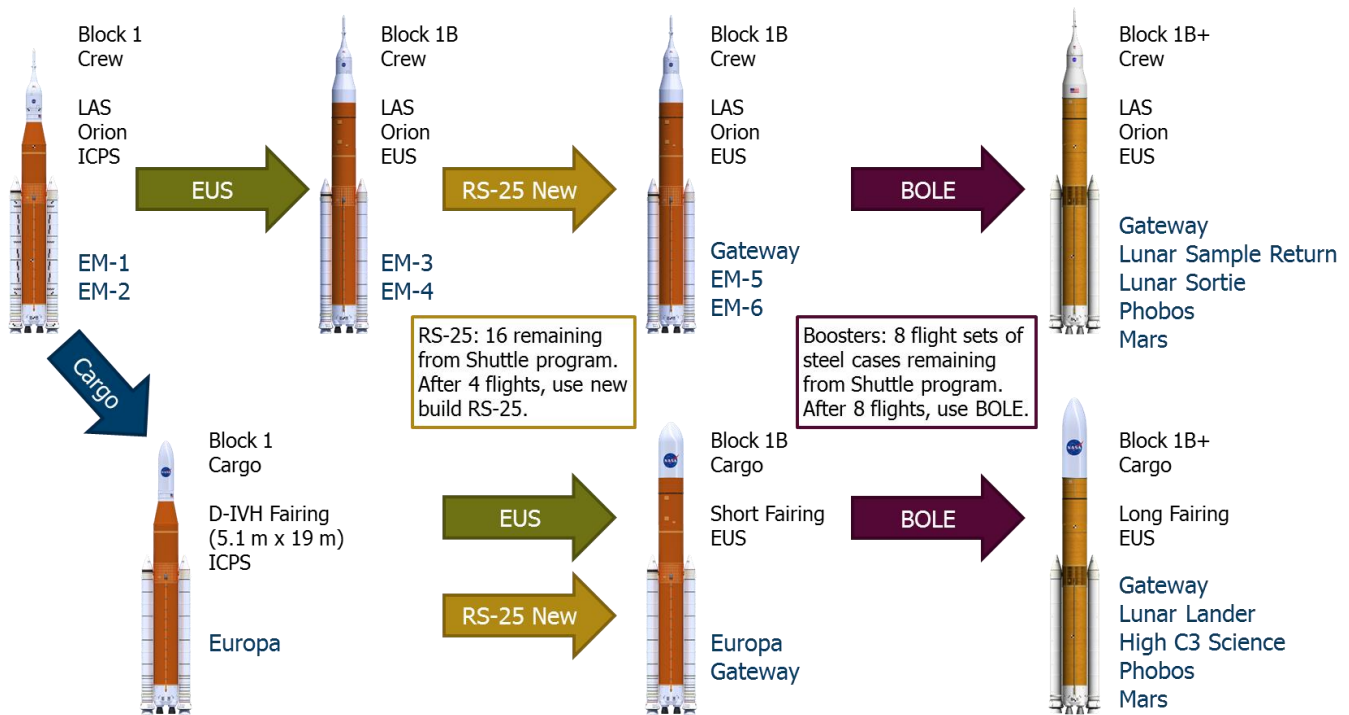 Block 1
Crew
LAS
Orion
ICPS
EM-1
EM-2
EUS
Block 1B
Crew
LAS
Orion
EUS
EM-3
EM-4
RS-25 New
Block 1B
Crew
LAS
Orion
EUS
Gateway
EM-5
EM-6
BOLE
Block 1B+
Crew
LAS
Orion
EUS
Gateway
Lunar Sample Return
Lunar Sortie
Phobos
Mars
RS-25: 16 remaining
from Shuttle program.
After 4 flights, use new
build RS-25.
Boosters: 8 flight sets of
steel cases remaining
from Shuttle program.
After 8 flights, use BOLE.
Cargo
Block 1
Cargo
D-IVH Fairing
(5.1 m x 19 m)
ICPS
Europa
EUS
RS-25 New
NASA
Block 1B
Cargo
Short Fairing
EUS
Europa
Gateway
BOLE
NASA
Block 1B+
Cargo
Long Fairing
EUS
Gateway
Lunar Lander
High C3 Science
Phobos
Mars